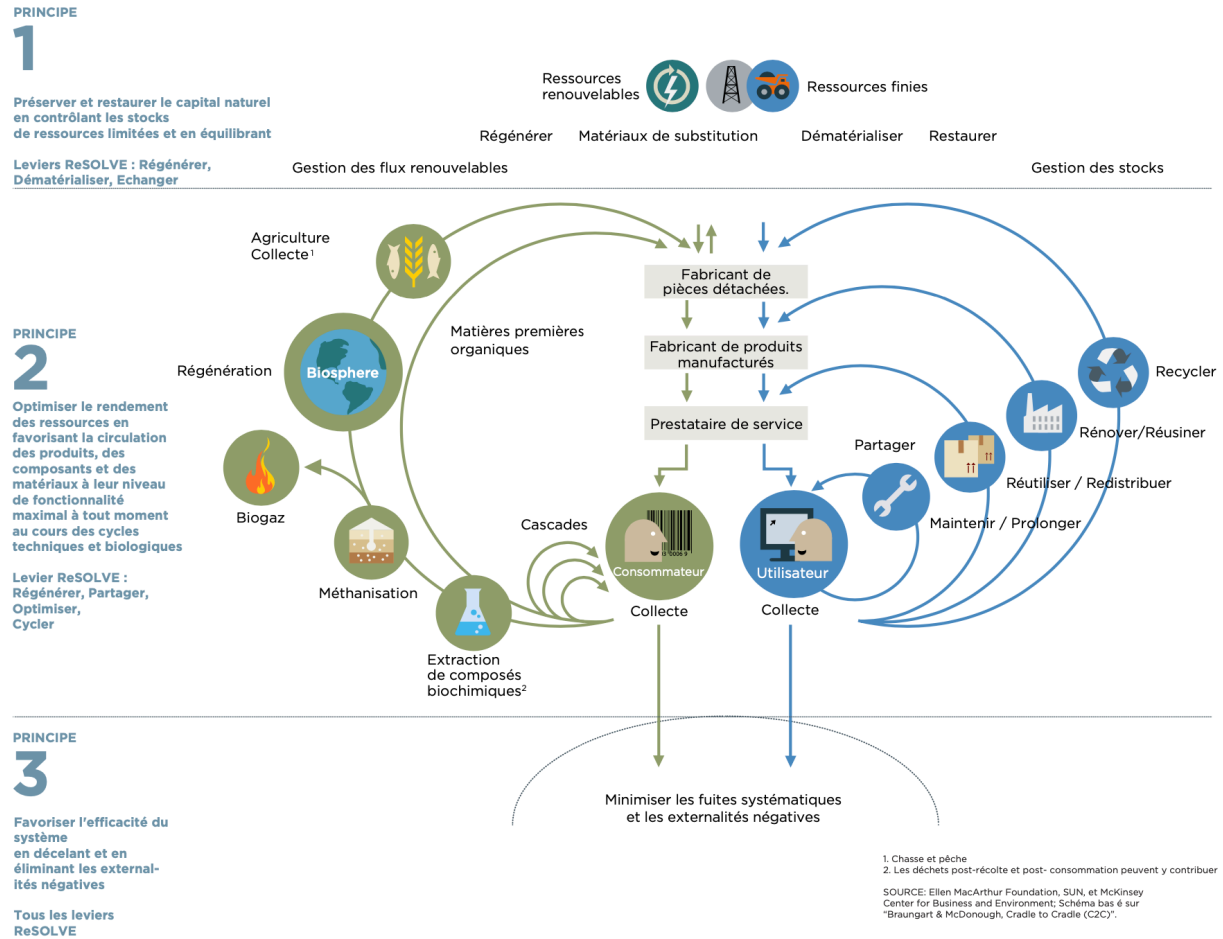 PRINCIPE
1
Préserver et restaurer le capital naturel
en contrôlant les stocks
de ressources limitées et en équilibrant
Leviers ReSOLVE : Régénérer,
Dématérialiser, Echanger
Ressources
renouvelables
Ressources finies
Régénérer
Matériaux de substitution
Dématérialiser
Restaurer
Gestion des flux renouvelables
Gestion des stocks
PRINCIPE
2
Optimiser le rendement
des ressources en
favorisant la circulation
des produits, des
composants et des
matériaux à leur niveau
de fonctionnalité
maximal à tout moment
au cours des cycles
techniques et biologiques
Levier ReSOLVE :
Régénérer, Partager,
Optimiser,
Cycler
Agriculture
Collecte¹
Régénération
Biosphere
Biogaz
Méthanisation
Extraction
de composés
biochimiques²
Matières premières
organiques
Cascades
Fabricant de
pièces détachées.
Fabricant de produits
manufacturés
Prestataire de service
Consommateur
Collecte
Utilisateur
Collecte
Partager
Maintenir / Prolonger
Réutiliser / Redistribuer
Rénover/Réusiner
Recycler
PRINCIPE
3
Favoriser l'efficacité du
système
en décelant et en
éliminant les external-
ités négatives
Tous les leviers
ReSOLVE
Minimiser les fuites systématiques
et les externalités négatives
1. Chasse et pêche
2. Les déchets post-récolte et post- consommation peuvent y contribuer
SOURCE: Ellen MacArthur Foundation, SUN, et McKinsey
Center for Business and Environment; Schéma bas é sur
"Braungart & McDonough, Cradle to Cradle (C2C)".